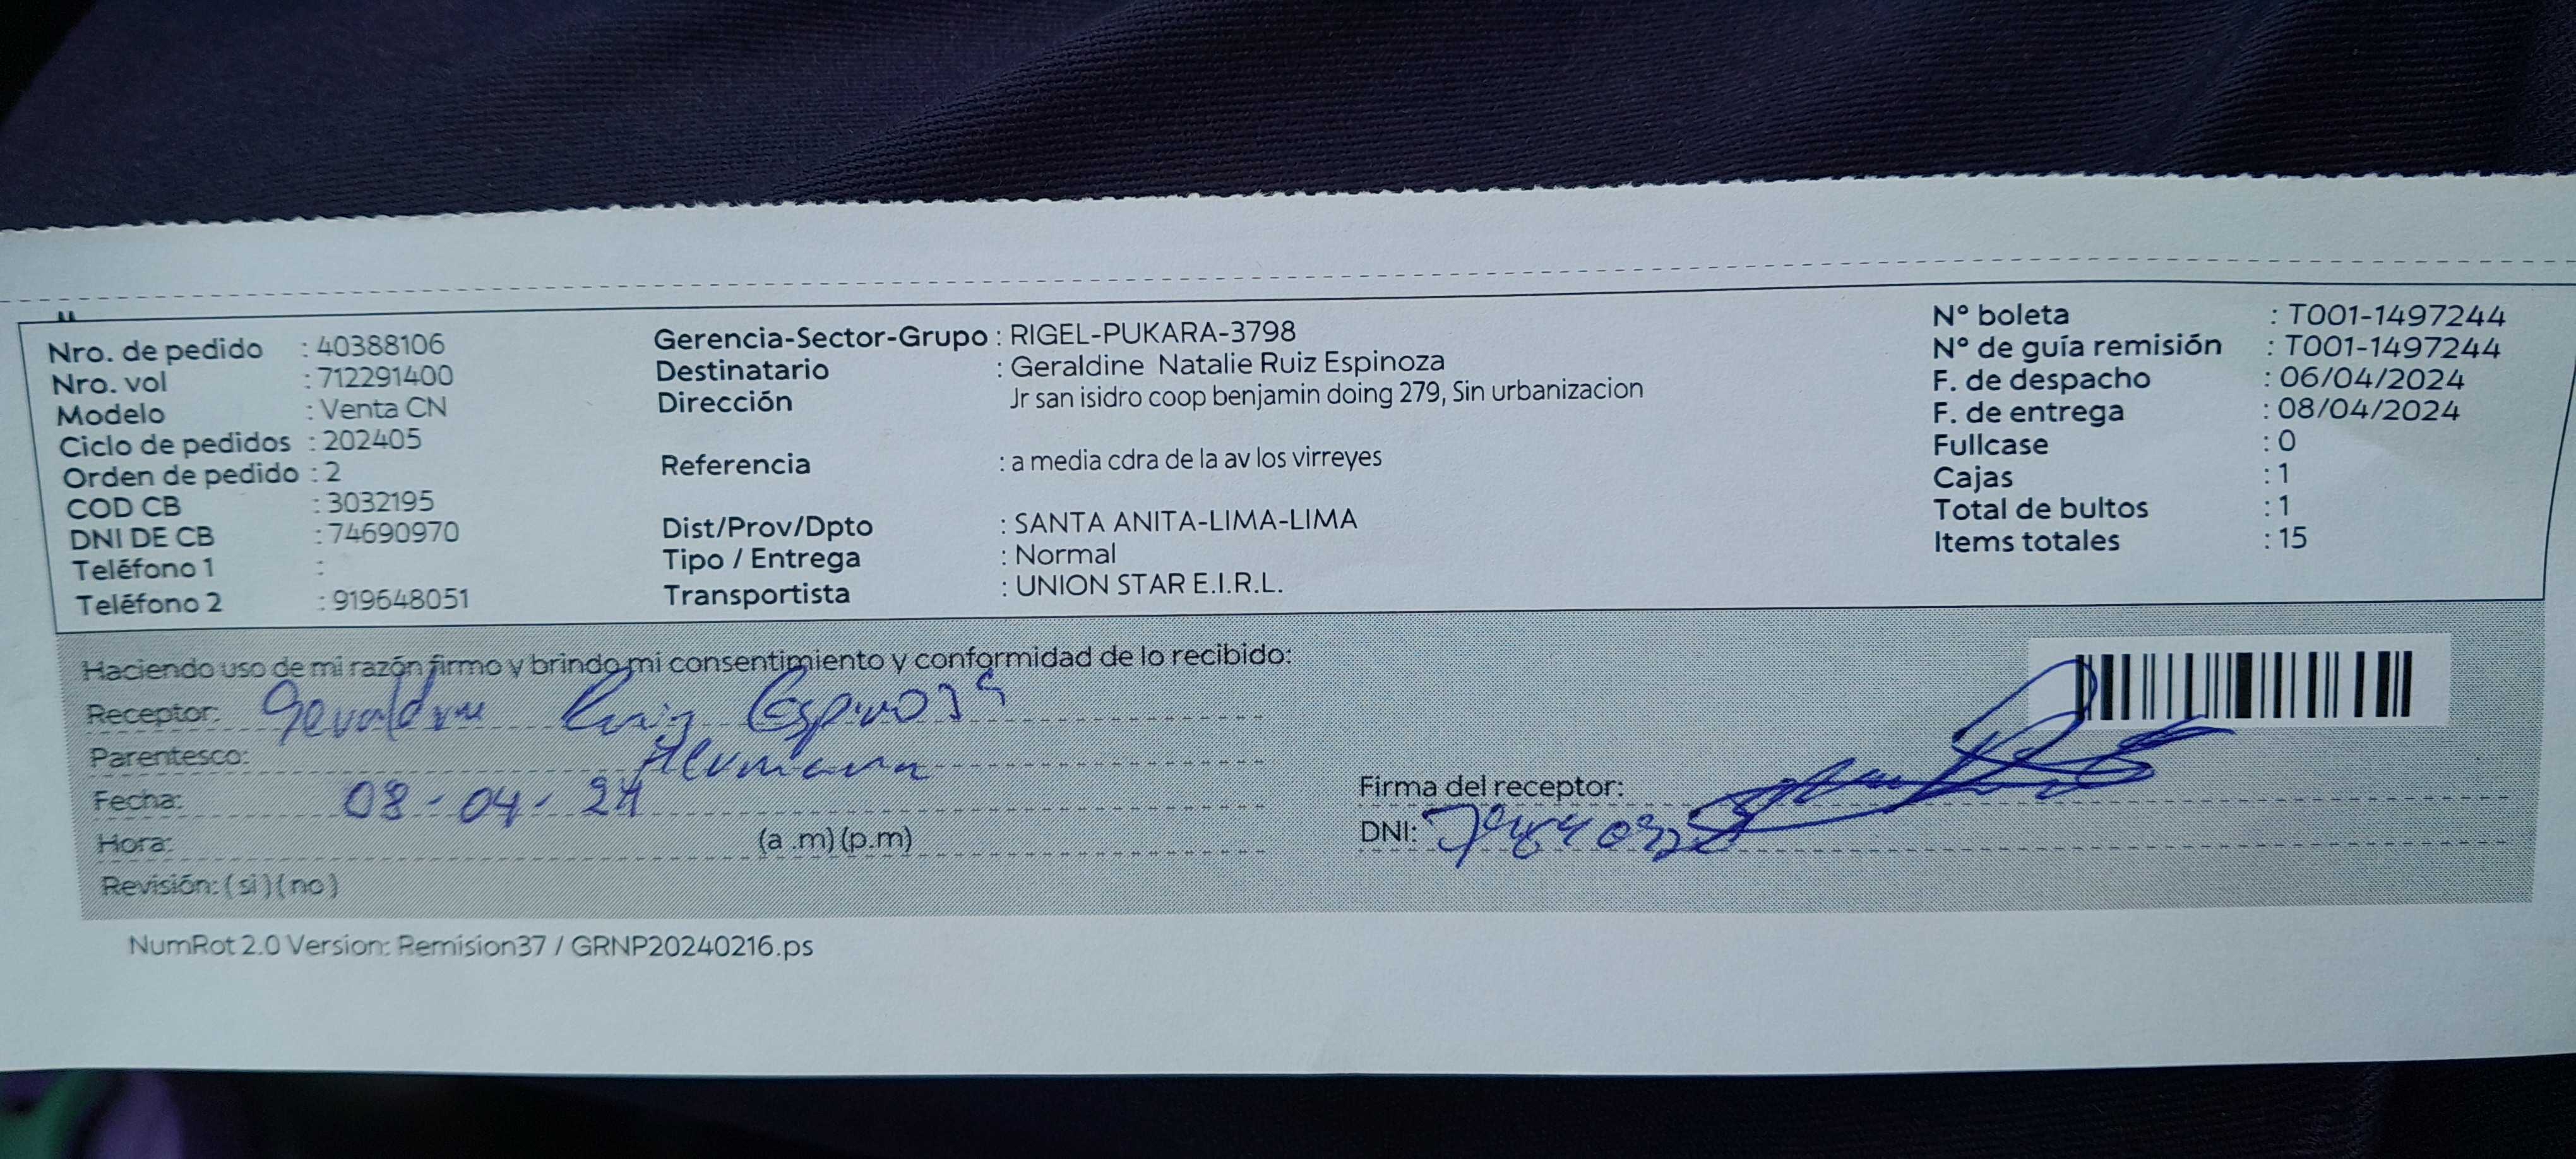 Nro. de pedido : 40388106
Nro. vol : 712291400
Modelo : Venta CN
Ciclo de pedidos : 202405
Orden de pedido : 2
COD CB : 3032195
DNI DE CB : 74690970
Teléfono 1 :
Teléfono 2 : 919648051
Gerencia-Sector-Grupo : RIGEL-PUKARA-3798
Destinatario : Geraldine Natalie Ruiz Espinoza
Dirección Jr san isidro coop benjamin doing 279, Sin urbanizacion
Referencia : a media cdra de la av los virreyes
Dist/Prov/Dpto : SANTA ANITA-LIMA-LIMA
Tipo / Entrega : Normal
Transportista : UNION STAR E.I.R.L.
N° boleta : T001-1497244
N° de guía remisión : T001-1497244
F. de despacho : 06/04/2024
F. de entrega : 08/04/2024
Fullcase : 0
Cajas : 1
Total de bultos : 1
Items totales : 15
Haciendo uso de mi razón firmo y brindo mi consentimiento y conformidad de lo recibido:
Receptor: Ruiz Espinoza
Parentesco: Hermana
Fecha: 08-04-24
Hora: (a .m) (p.m)
Revisión: ( si ) ( no )
Firma del receptor:
DNI:
NumRot 2.0 Version: Remision37 / GRNP20240216.ps